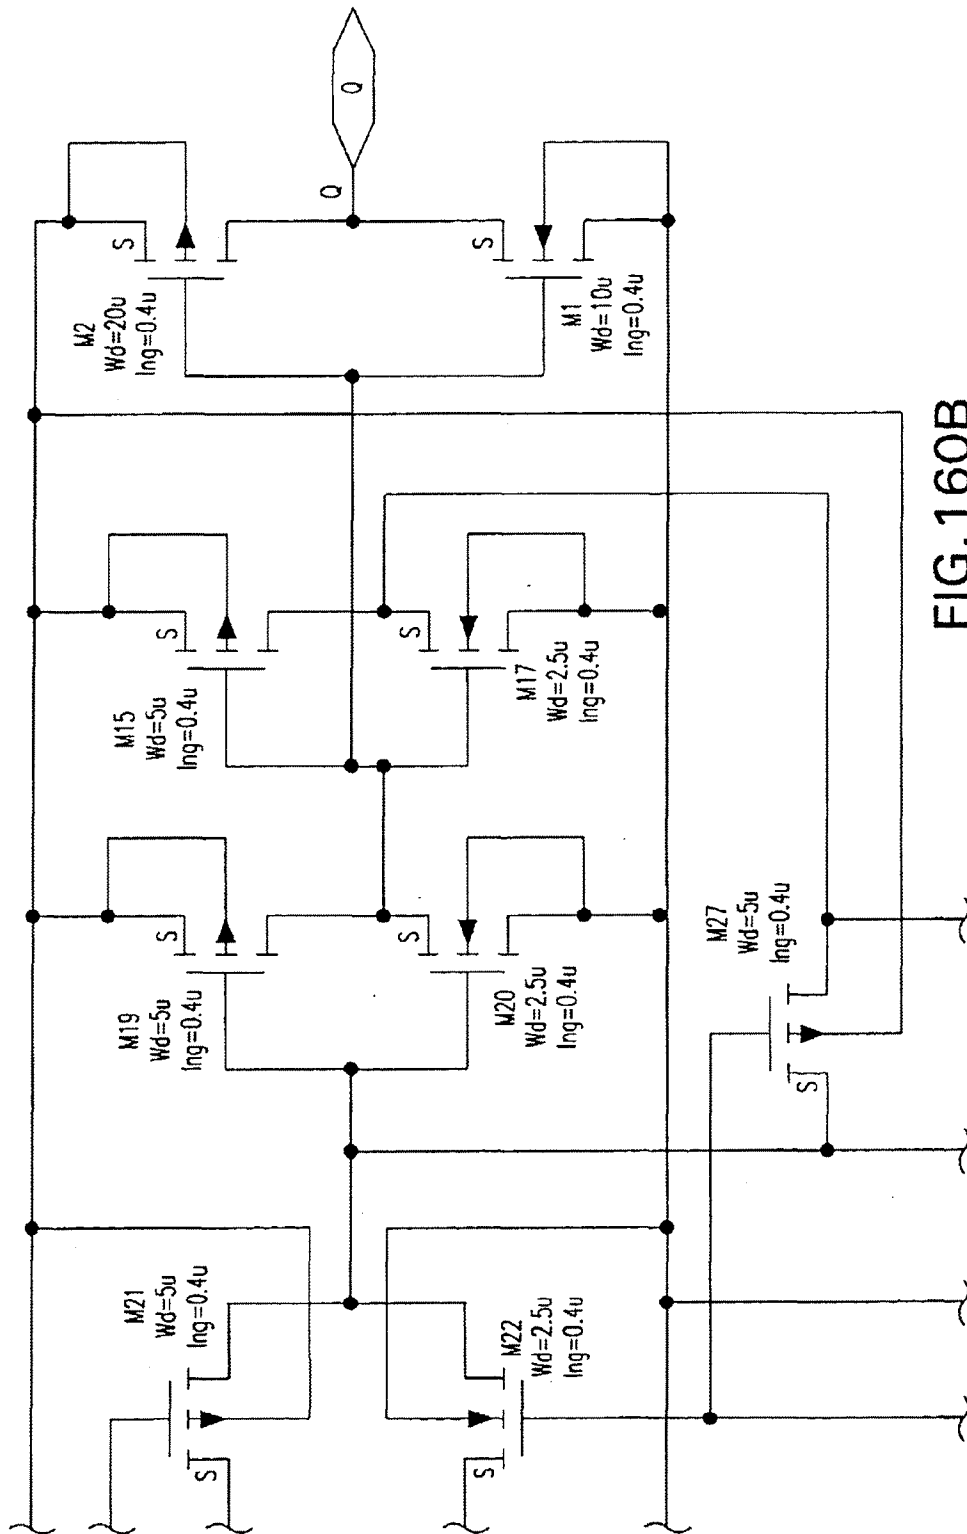 Q
Q
S
M2
Wd=20u
lng=0.4u
S
M1
Wd=10u
lng=0.4u
S
M15
Wd=5u
lng=0.4u
S
M17
Wd=2.5u
lng=0.4u
S
M19
Wd=5u
lng=0.4u
S
M20
Wd=2.5u
lng=0.4u
M27
Wd=5u
lng=0.4u
S
M21
Wd=5u
lng=0.4u
S
M22
Wd=2.5u
lng=0.4u
S
FIG.160B